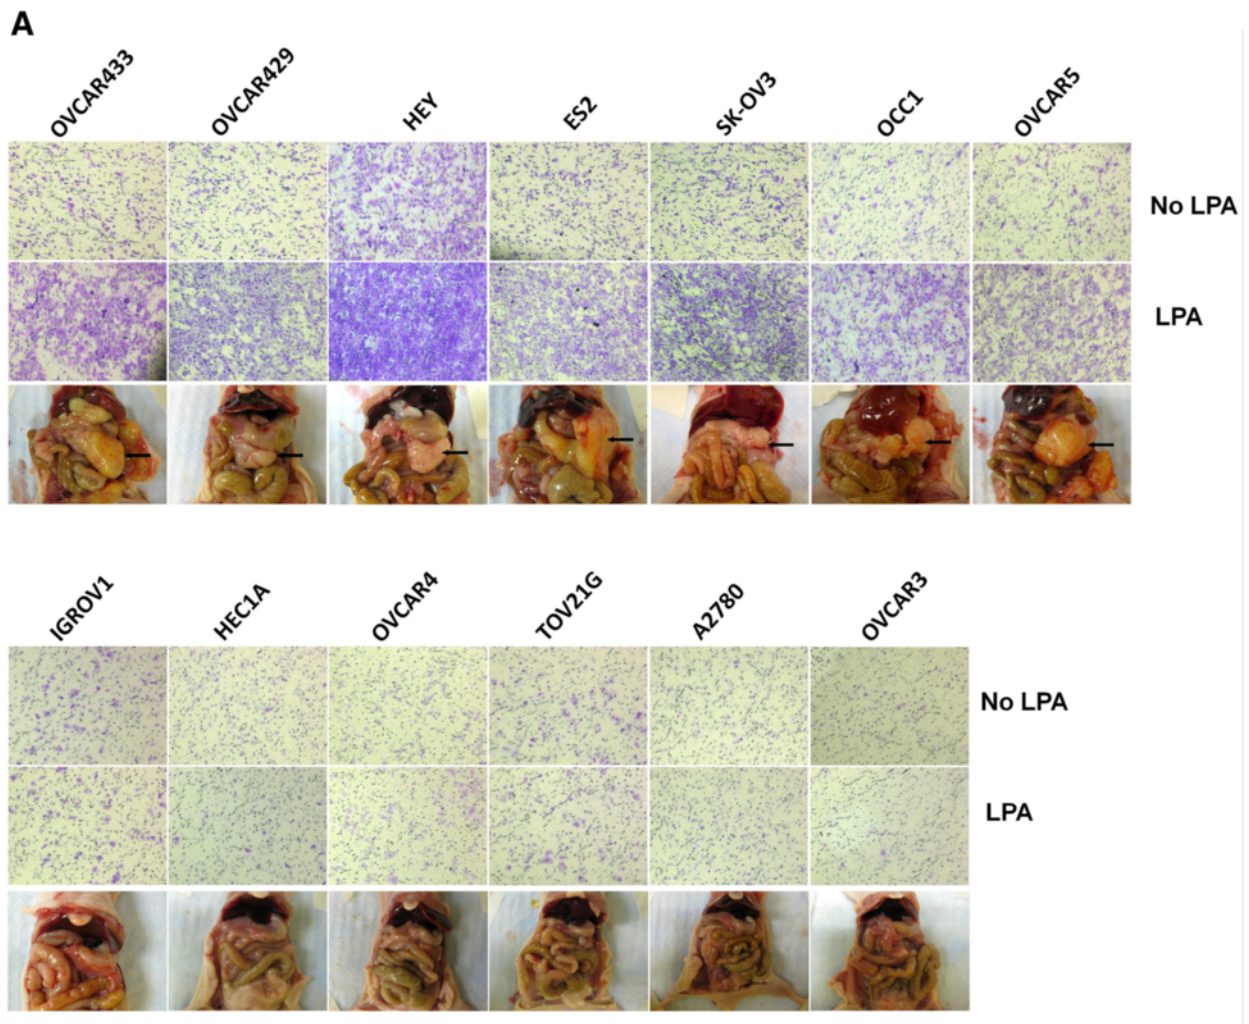 A
OVCAR433 OVCAR429 HEY ES2 SK-OV3 OCC1 OVCAR5
No LPA
LPA
IGROV1 HEC1A OVCAR4 TOV21G A2780 OVCAR3
No LPA
LPA